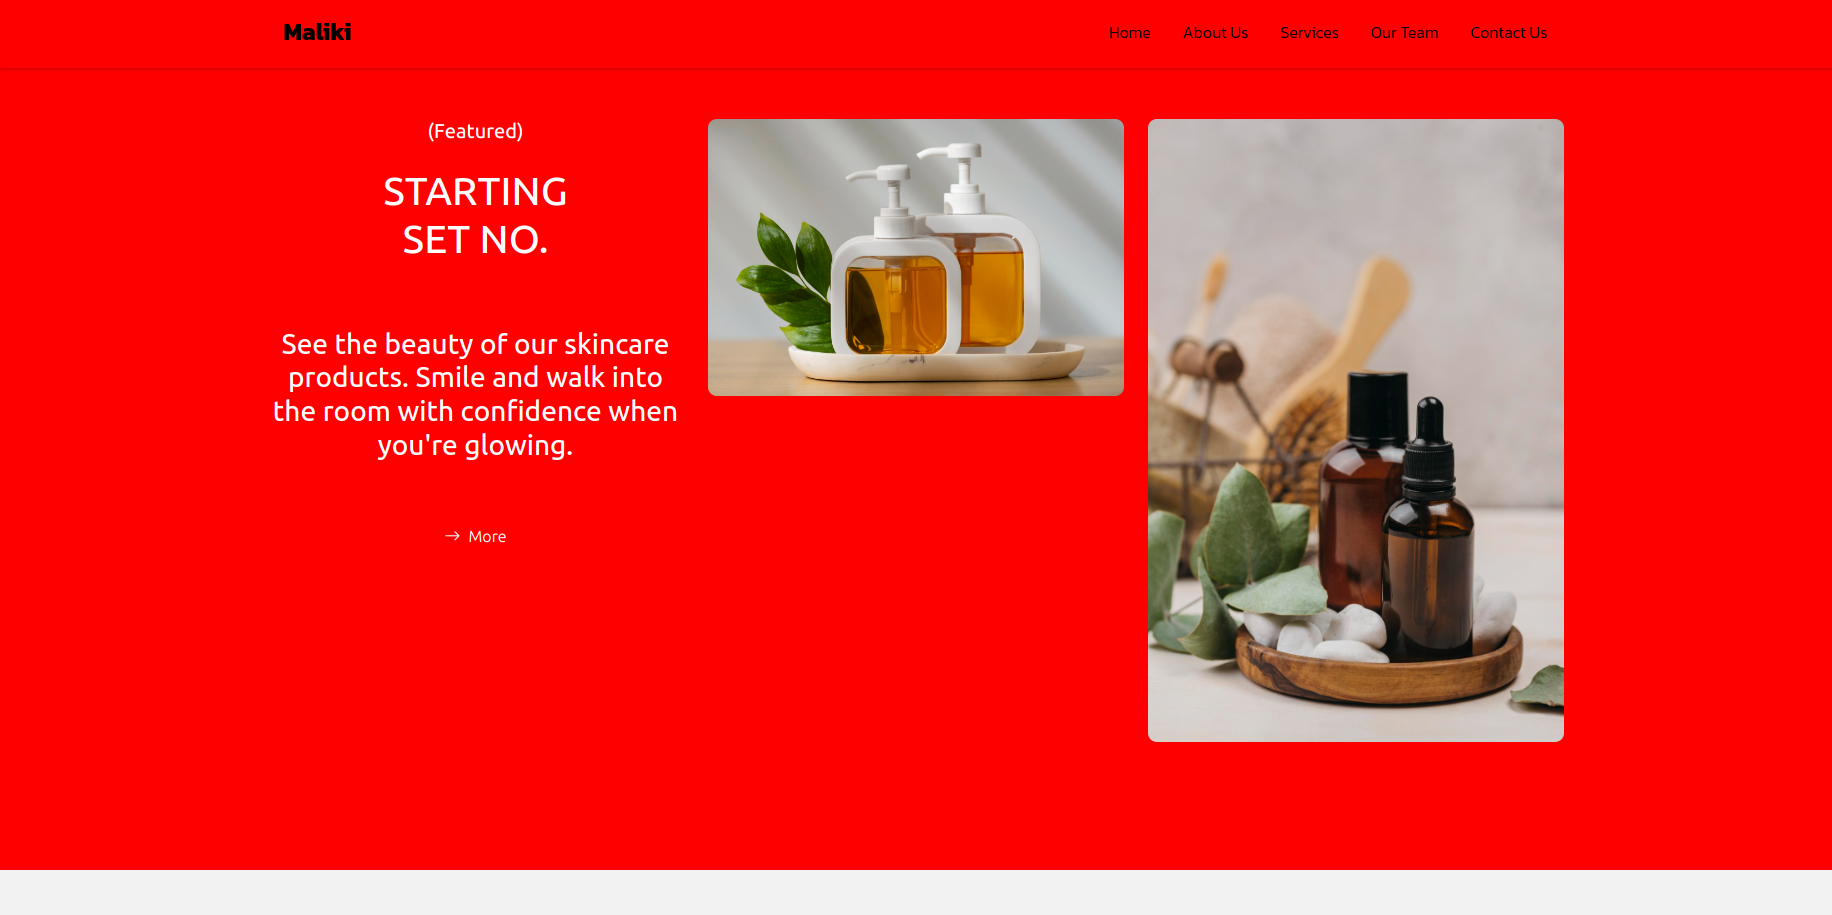 Maliki
Home About Us Services Our Team Contact Us
(Featured)
STARTING
SET NO.
See the beauty of our skincare
products. Smile and walk into
the room with confidence when
you're glowing.
→ More